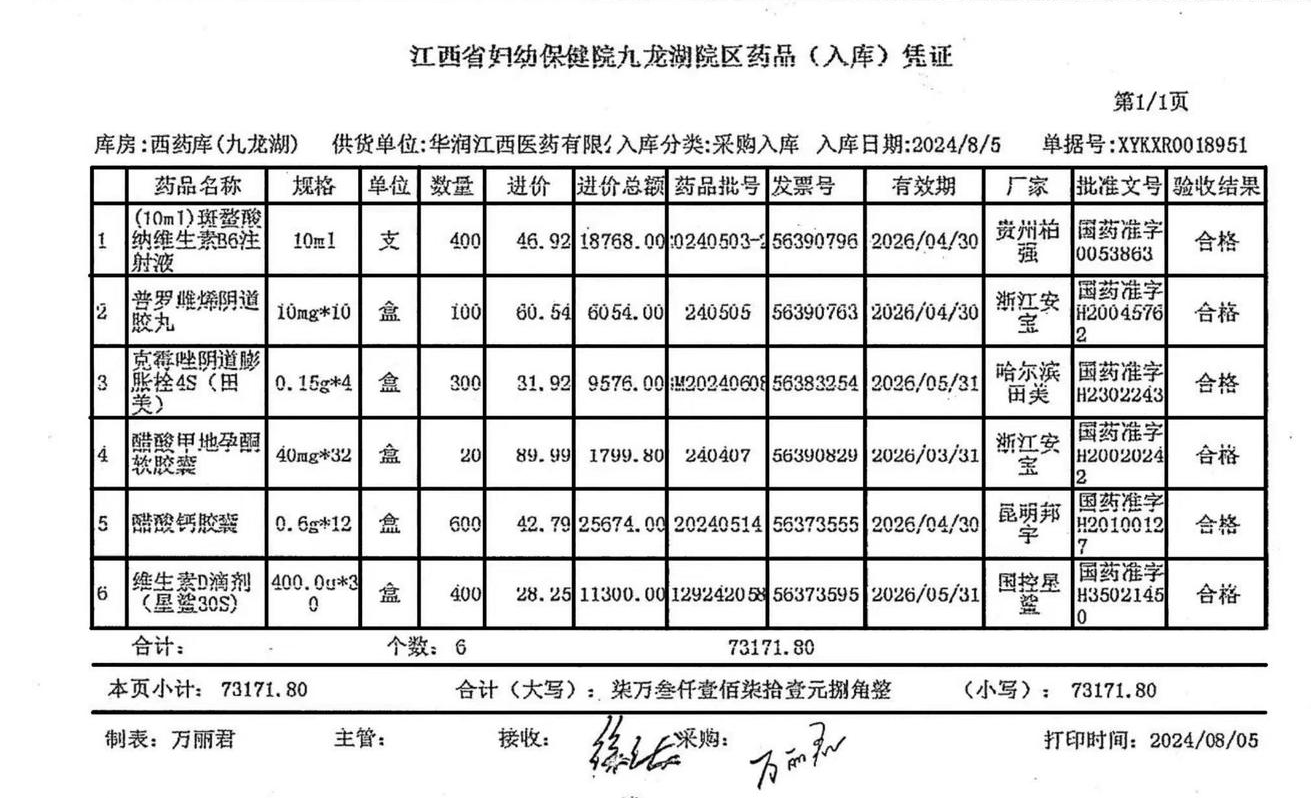 江西省妇幼保健院九龙湖院区药品（入库）凭证
第1/1页
库房:西药库(九龙湖) 供货单位:华润江西医药有限 入库分类:采购入库 入库日期:2024/8/5 单据号:XYKXR0018951
药品名称 规格 单位 数量 进价 进价总额 药品批号 发票号 有效期 厂家 批准文号 验收结果
1 (10ml)斑蝥酸纳维生素B6注射液 10ml 支 400 46.92 18768.00 0240503- 56390796 2026/04/30 贵州柏强 国药准字0053863 合格
2 普罗雌烯阴道胶丸 10mg*10 盒 100 60.54 6054.00 240505 56390763 2026/04/30 浙江安宝 国药准字H20045762 合格
3 克霉唑阴道膨胀栓4S（田美） 0.15g*4 盒 300 31.92 9576.00 M20240608 56383254 2026/05/31 哈尔滨田美 国药准字H2302243 合格
4 醋酸甲地孕酮软胶囊 40mg*32 盒 20 89.99 1799.80 240407 56390829 2026/03/31 浙江安宝 国药准字H20020242 合格
5 醋酸钙胶囊 0.6g*12 盒 600 42.79 25674.00 20240514 56373555 2026/04/30 昆明邦宇 国药准字H20100127 合格
6 维生素D滴剂（星鲨30S） 400.0u*30 盒 400 28.25 11300.00 129242058 56373595 2026/05/31 国控星鲨 国药准字H35021450 合格
合计： 个数：6 73171.80
本页小计：73171.80 合计（大写）：柒万叁仟壹佰柒拾壹元捌角整 （小写）：73171.80
制表：万丽君 主管： 接收： 采购：万丽君 打印时间：2024/08/05